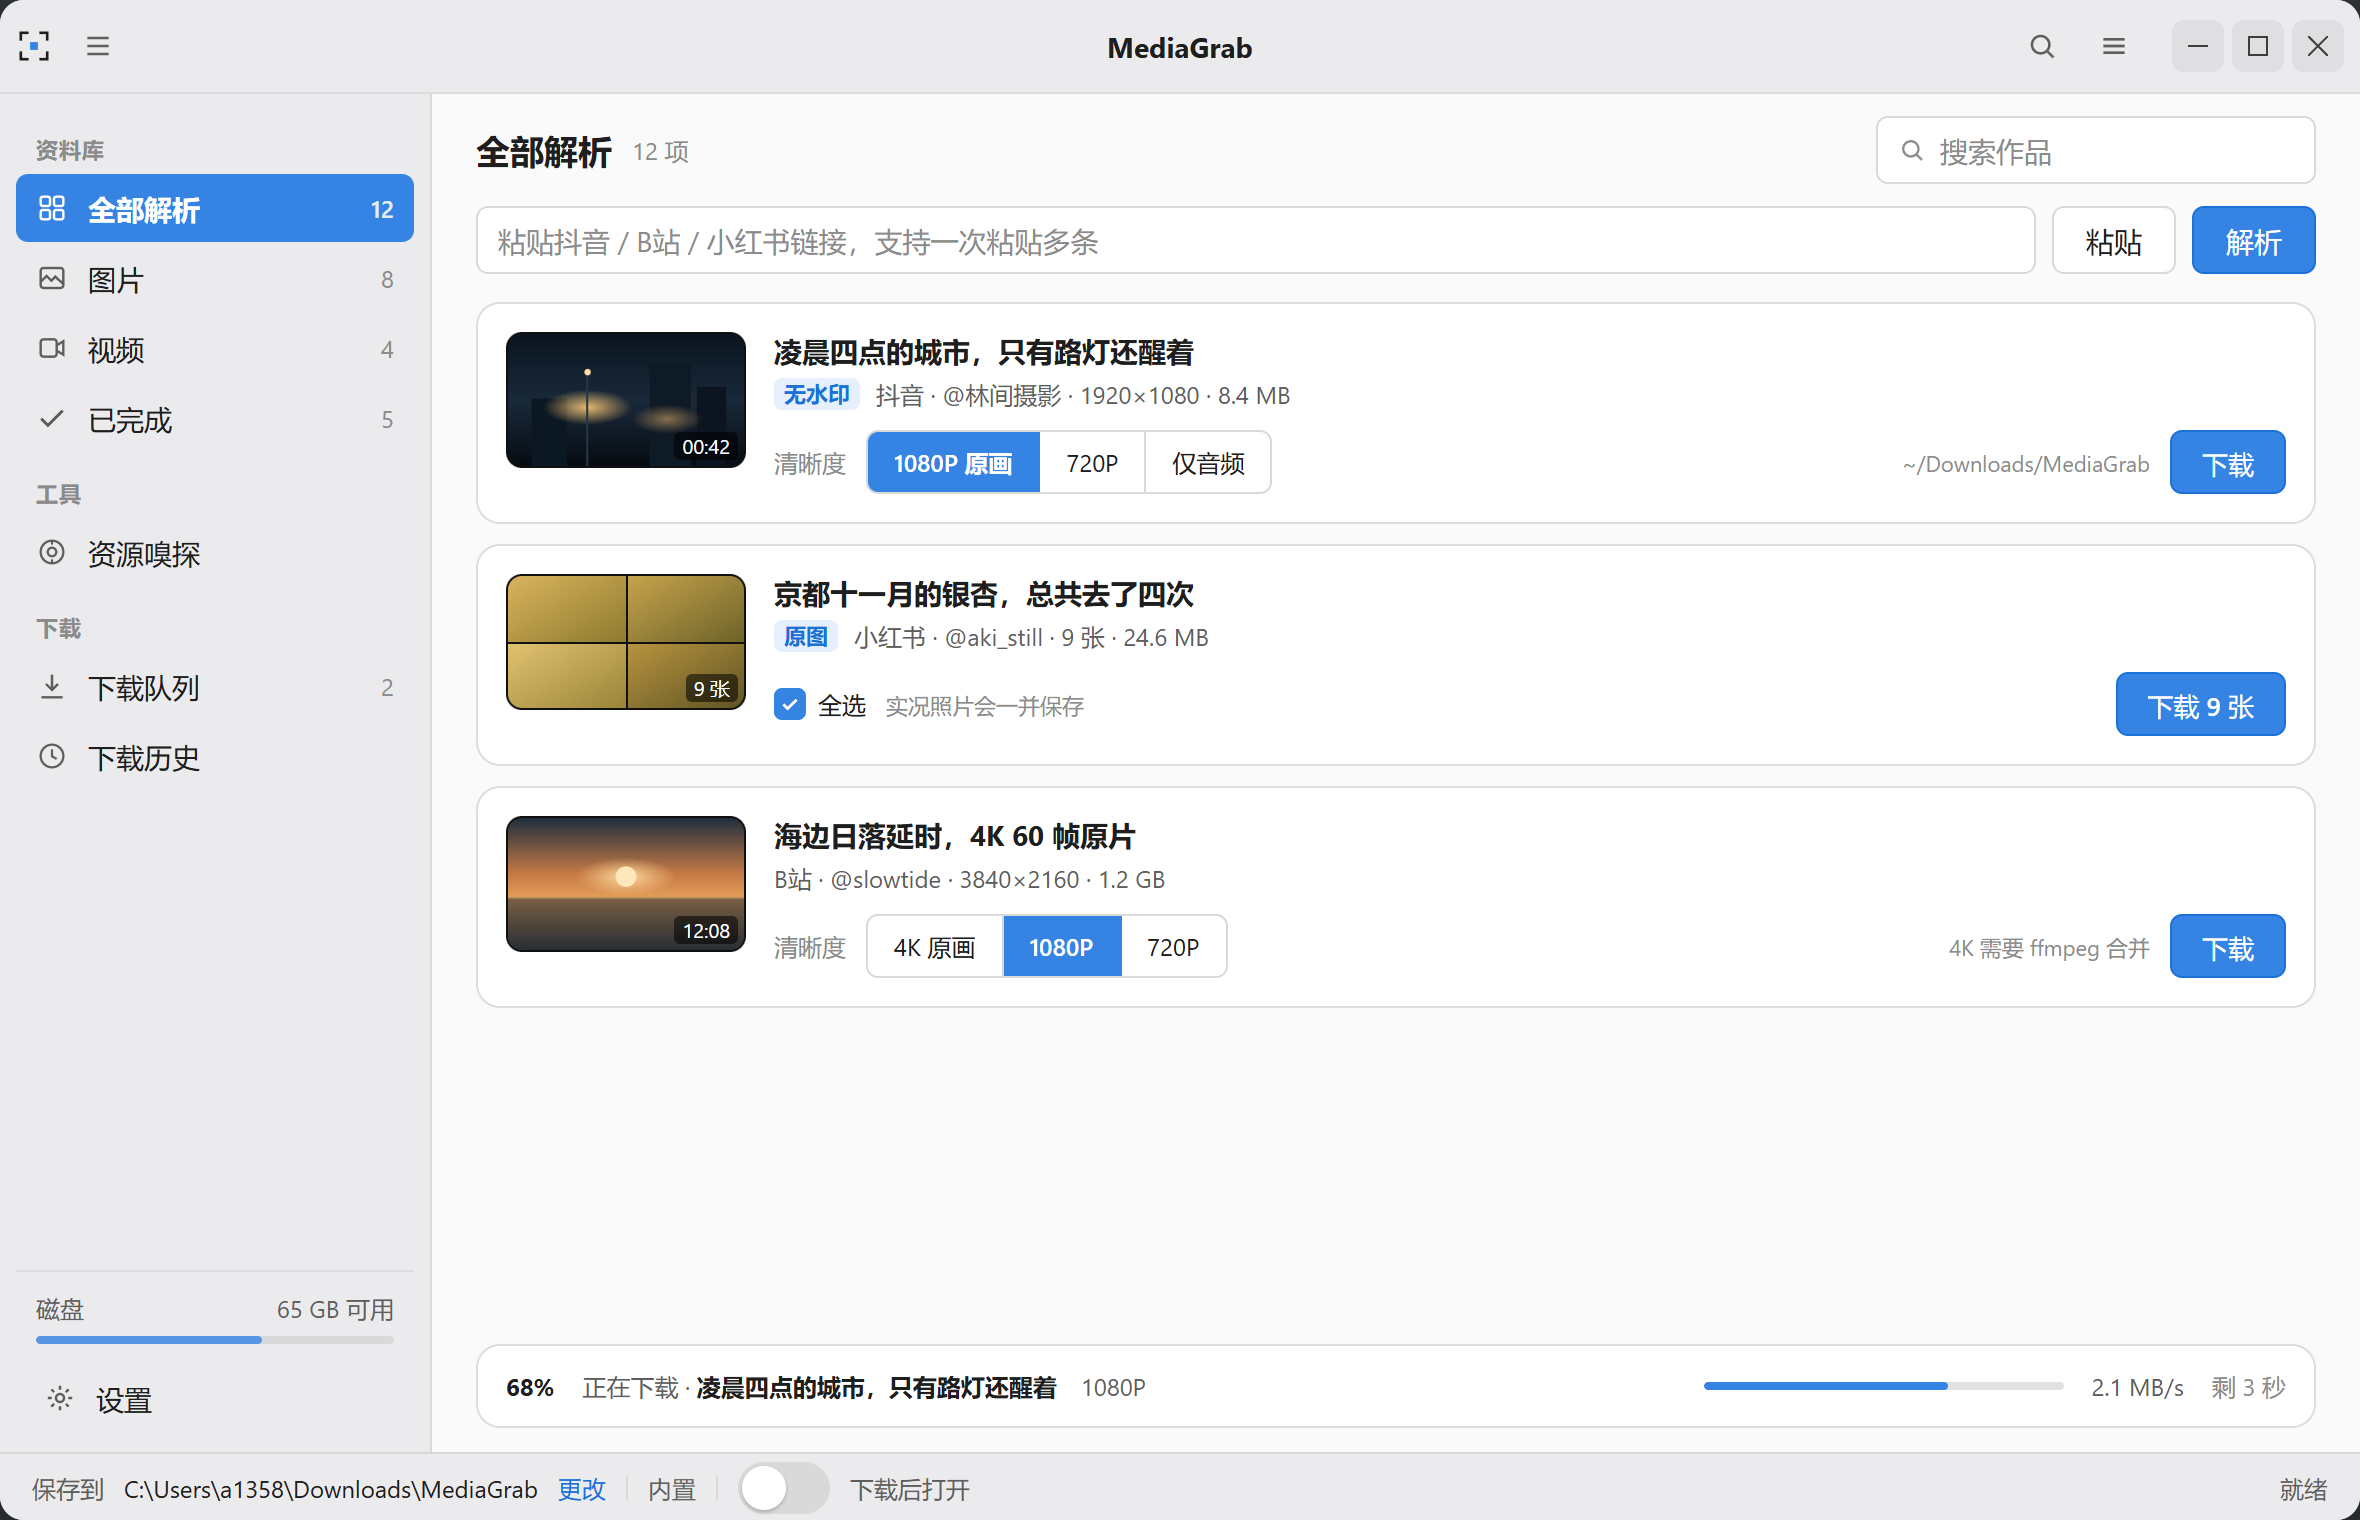 MediaGrab
资料库
全部解析 12
图片 8
视频 4
已完成 5
工具
资源嗅探
下载
下载队列 2
下载历史
磁盘 65 GB 可用
设置
全部解析 12 项
搜索作品
粘贴抖音 / B站 / 小红书链接，支持一次粘贴多条
粘贴
解析
00:42
凌晨四点的城市，只有路灯还醒着
无水印 抖音 · @林间摄影 · 1920×1080 · 8.4 MB
清晰度 1080P 原画 720P 仅音频
~/Downloads/MediaGrab 下载
9 张
京都十一月的银杏，总共去了四次
原图 小红书 · @aki_still · 9 张 · 24.6 MB
全选 实况照片会一并保存
下载 9 张
12:08
海边日落延时，4K 60 帧原片
B站 · @slowtide · 3840×2160 · 1.2 GB
清晰度 4K 原画 1080P 720P
4K 需要 ffmpeg 合并 下载
68% 正在下载 · 凌晨四点的城市，只有路灯还醒着 1080P 2.1 MB/s 剩 3 秒
保存到 C:\Users\a1358\Downloads\MediaGrab 更改 内置 下载后打开 就绪